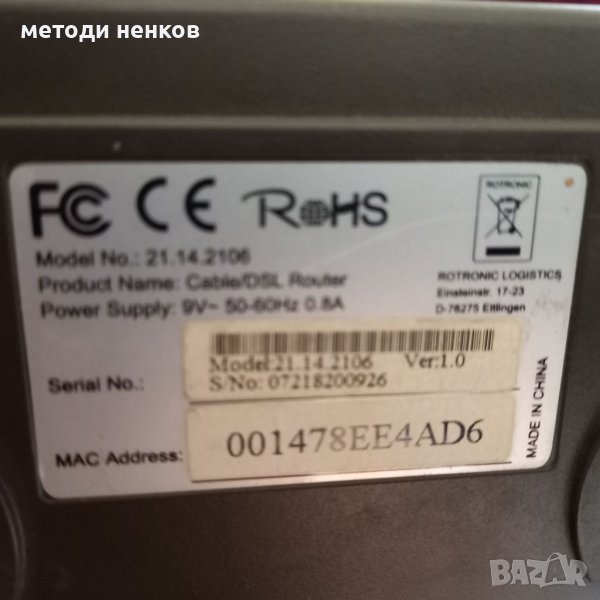 методи ненков
FC CE RoHS
ROTRONIC
Model No.: 21.14.2106
Product Name: Cable/DSL Router
Power Supply: 9V~ 50-60Hz 0.8A
ROTRONIC LOGISTICS
Einsteinstr. 17-23
D-76275 Ettlingen
Model:21.14.2106 Ver:1.0
Serial No.: S/No: 07218200926
MAC Address: 001478EE4AD6
MADE IN CHINA
BAZAR